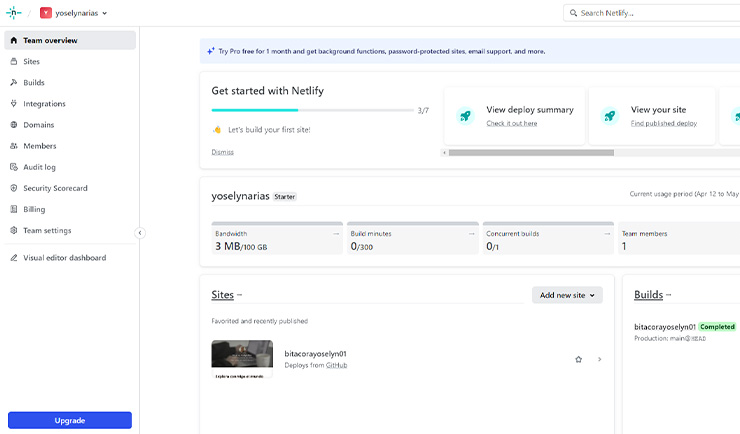 n / Y yoselynarias
Search Netlify...
Team overview
Sites
Builds
Integrations
Domains
Members
Audit log
Security Scorecard
Billing
Team settings
Visual editor dashboard
Upgrade
Try Pro free for 1 month and get background functions, password-protected sites, email support, and more.
Get started with Netlify
3/7
Let's build your first site!
Dismiss
View deploy summary
Check it out here
View your site
Find published deploy
yoselynarias Starter
Current usage period (Apr 12 to May
Bandwidth
3 MB/100 GB
Build minutes
0/300
Concurrent builds
0/1
Team members
1
Sites
Add new site
Favorited and recently published
bitacorayoselyn01
Deploys from GitHub
Builds
bitacorayoselyn01 Completed
Production: main@HEAD